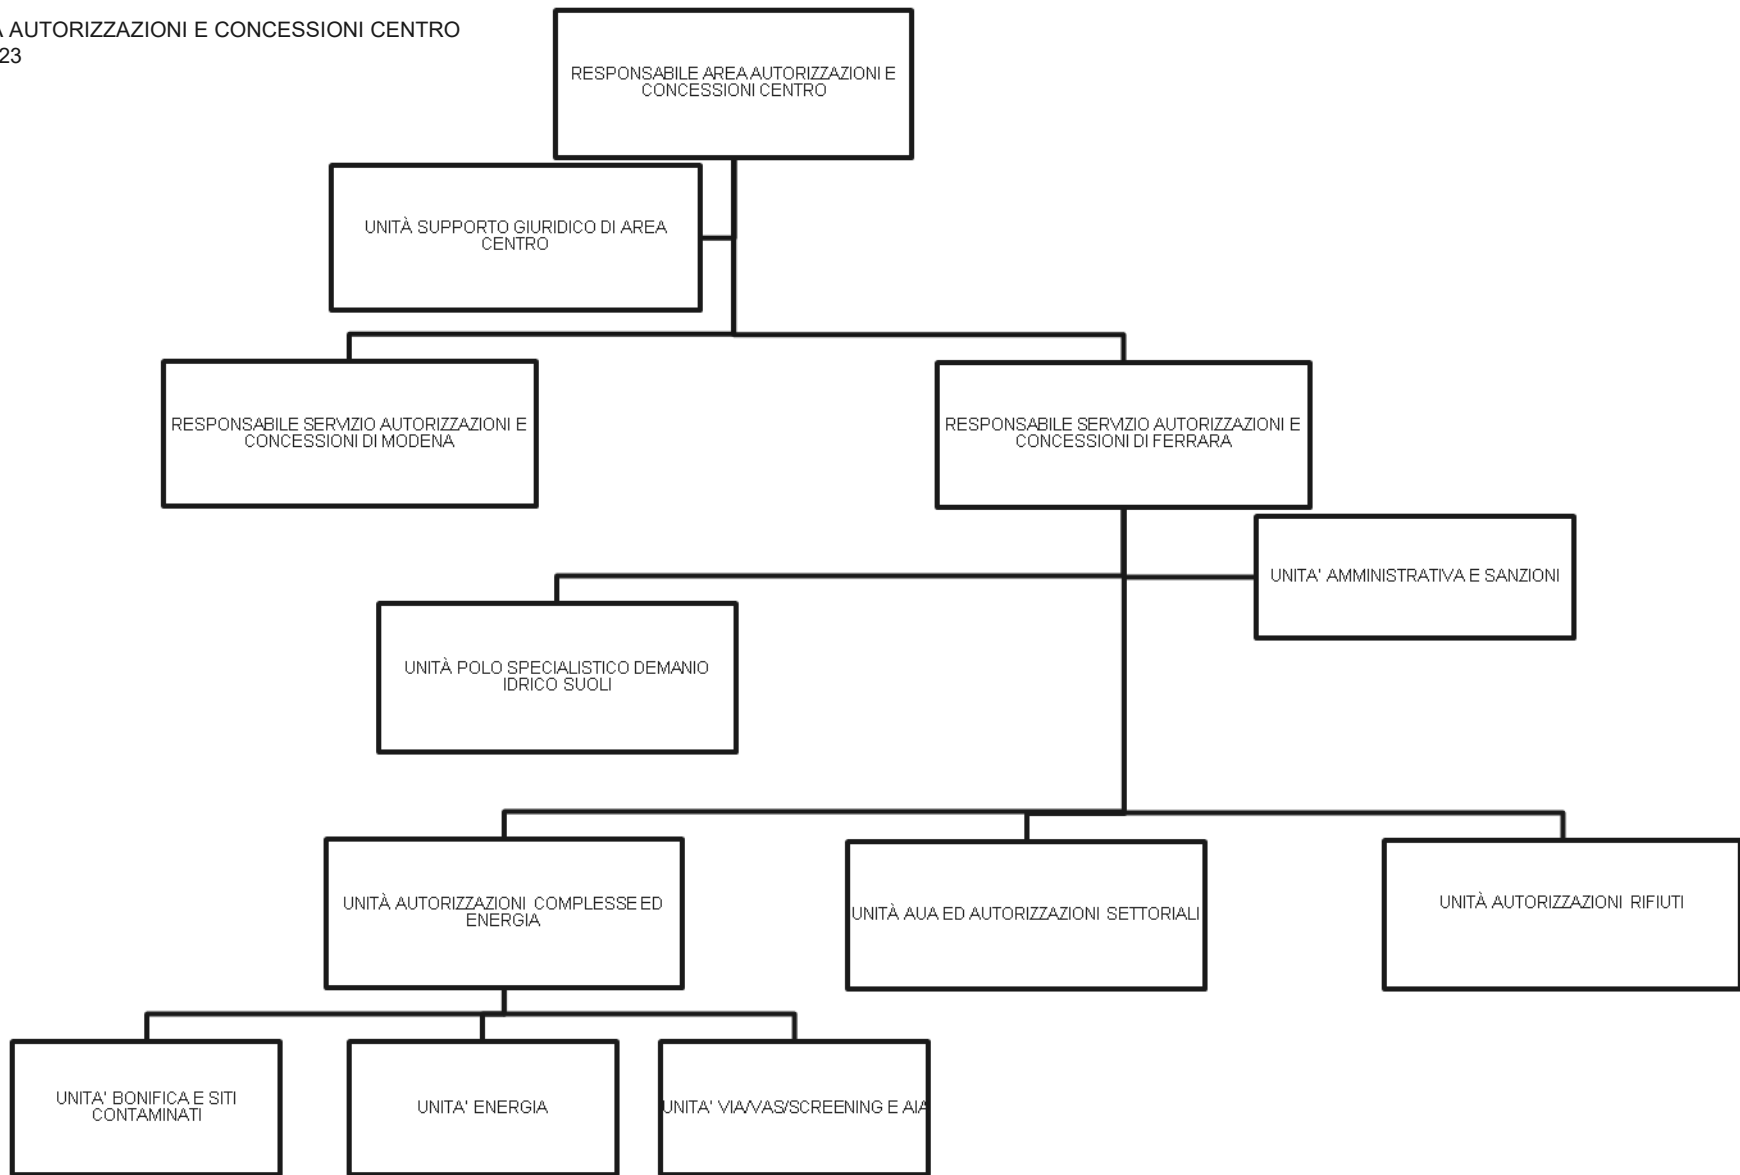 A AUTORIZZAZIONI E CONCESSIONI CENTRO
23
RESPONSABILE AREA AUTORIZZAZIONI E
CONCESSIONI CENTRO
UNITÀ SUPPORTO GIURIDICO DI AREA
CENTRO
RESPONSABILE SERVIZIO AUTORIZZAZIONI E
CONCESSIONI DI MODENA
RESPONSABILE SERVIZIO AUTORIZZAZIONI E
CONCESSIONI DI FERRARA
UNITA' AMMINISTRATIVA E SANZIONI
UNITÀ POLO SPECIALISTICO DEMANIO
IDRICO SUOLI
UNITÀ AUTORIZZAZIONI COMPLESSE ED
ENERGIA
UNITÀ AUA ED AUTORIZZAZIONI SETTORIALI
UNITÀ AUTORIZZAZIONI RIFIUTI
UNITA' BONIFICA E SITI
CONTAMINATI
UNITA' ENERGIA
UNITA' VIA/VAS/SCREENING E AIA